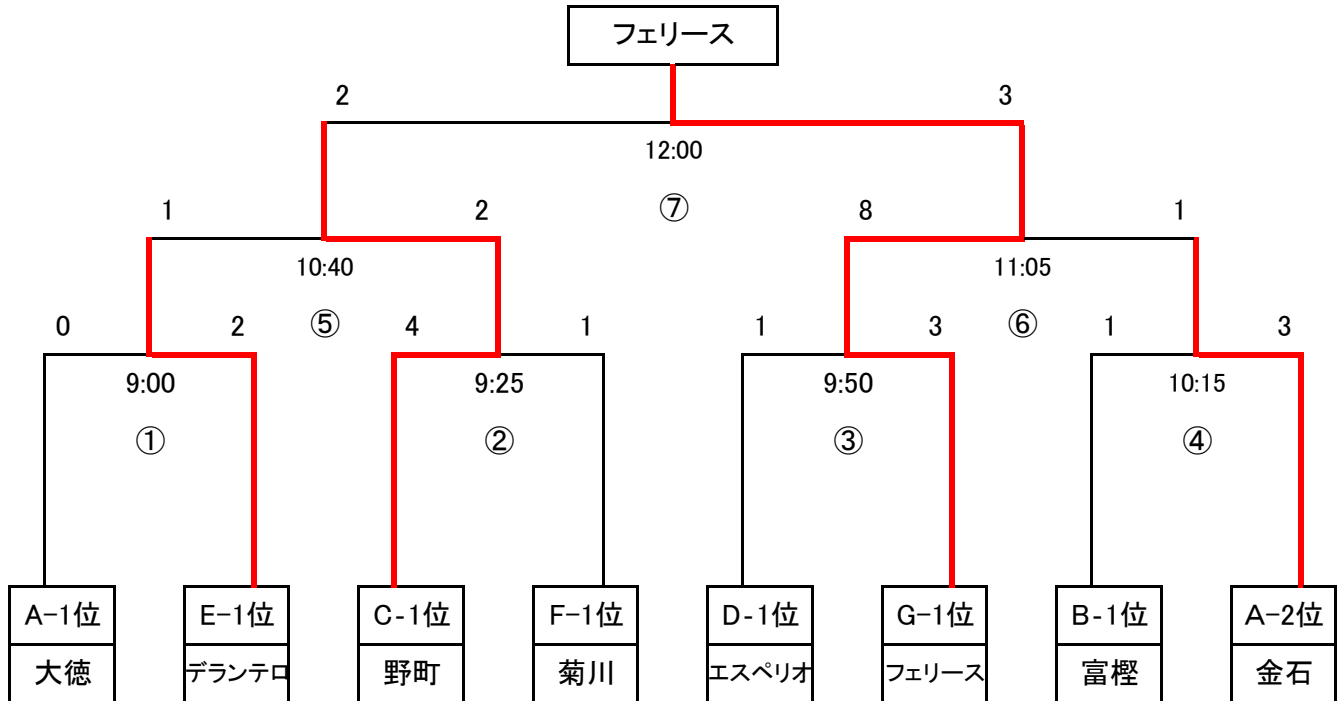 フェリース
2 3
12:00
⑦
1 2 8 1
10:40 11:05
⑤ ⑥
0 2 4 1 1 3 1 3
9:00 9:25 9:50 10:15
① ② ③ ④
A-1位 E-1位 C-1位 F-1位 D-1位 G-1位 B-1位 A-2位
大徳 デランテロ 野町 菊川 エスペリオ フェリース 富樫 金石